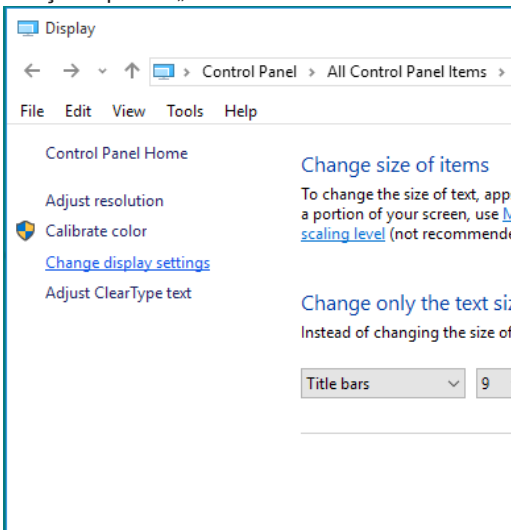 Display
Control Panel > All Control Panel Items >
File Edit View Tools Help
Control Panel Home
Adjust resolution
Calibrate color
Change display settings
Adjust ClearType text
Change size of items
To change the size of text, app
a portion of your screen, use M
scaling level (not recommende
Change only the text siz
Instead of changing the size of
Title bars 9